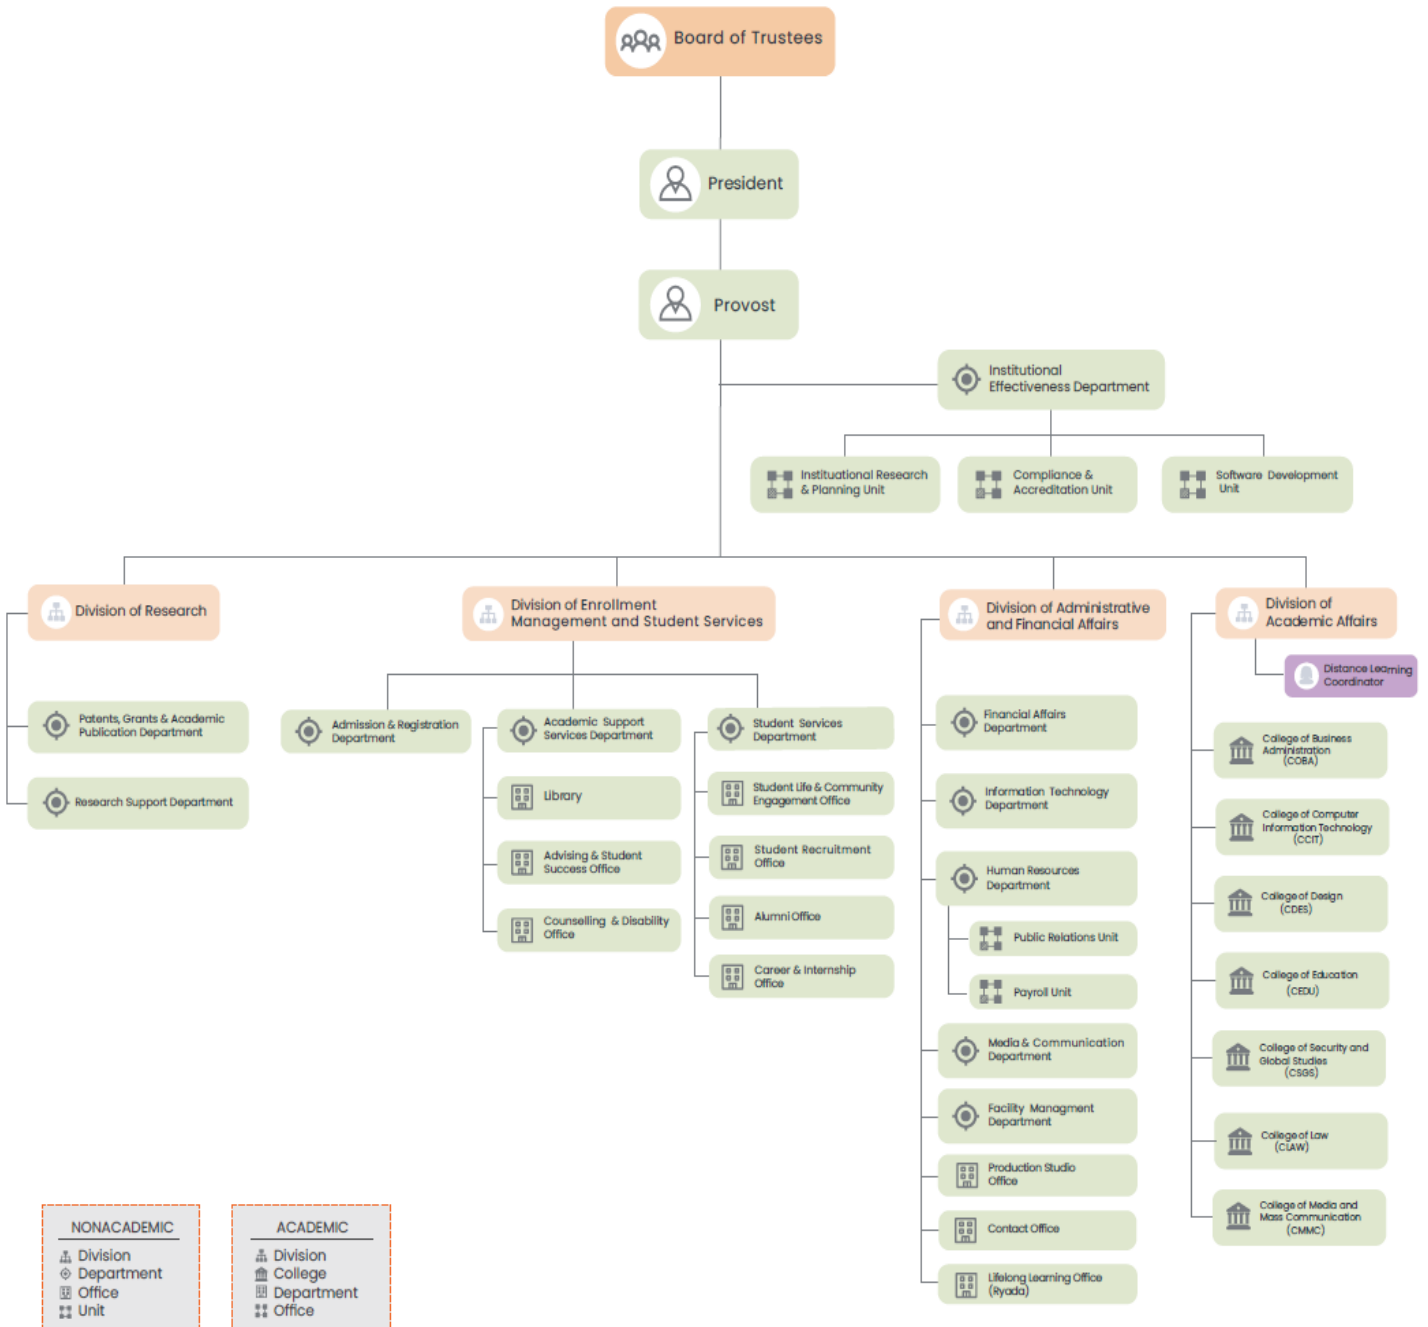 Board of Trustees
President
Provost
Institutional
Effectiveness Department
Instituational Research
& Planning Unit
Compliance &
Accreditation Unit
Software Development
Unit
Division of Research
Patents, Grants & Academic
Publication Department
Research Support Department
Division of Enrollment
Management and Student Services
Admission & Registration
Department
Academic Support
Services Department
Library
Advising & Student
Success Office
Counselling & Disability
Office
Student Services
Department
Student Life & Community
Engagement Office
Student Recruitment
Office
Alumni Office
Career & Internship
Office
Division of Administrative
and Financial Affairs
Financial Affairs
Department
Information Technology
Department
Human Resources
Department
Public Relations Unit
Payroll Unit
Media & Communication
Department
Facility Managment
Department
Production Studio
Office
Contact Office
Lifelong Learning Office
(Ryada)
Division of
Academic Affairs
Distance Learning
Coordinator
College of Business
Administration
(COBA)
College of Computer
Information Technology
(CCIT)
College of Design
(CDES)
College of Education
(CEDU)
College of Security and
Global Studies
(CSGS)
College of Law
(CLAW)
College of Media and
Mass Communication
(CMMC)
NONACADEMIC
Division
Department
Office
Unit
ACADEMIC
Division
College
Department
Office